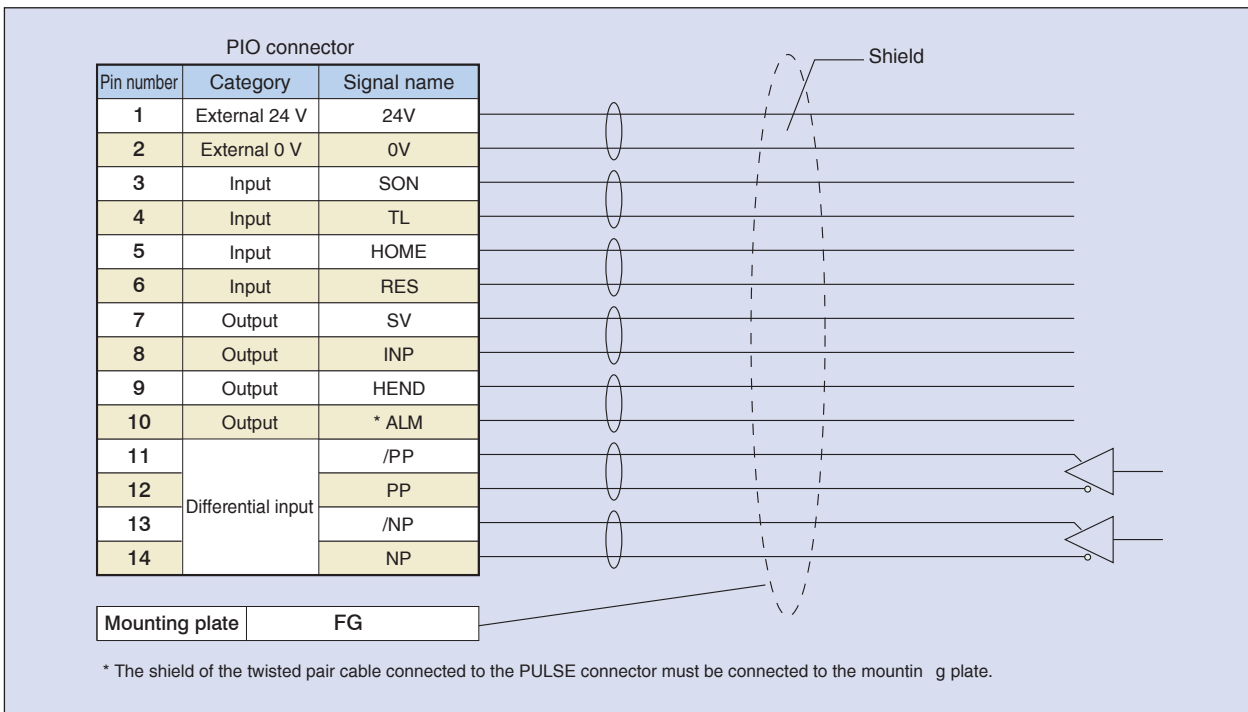 PIO connector
Shield
Pin number Category Signal name
1 External 24 V 24V
2 External 0 V 0V
3 Input SON
4 Input TL
5 Input HOME
6 Input RES
7 Output SV
8 Output INP
9 Output HEND
10 Output * ALM
11 /PP
12 PP
Differential input
13 /NP
14 NP
Mounting plate FG
* The shield of the twisted pair cable connected to the PULSE connector must be connected to the mountin g plate.